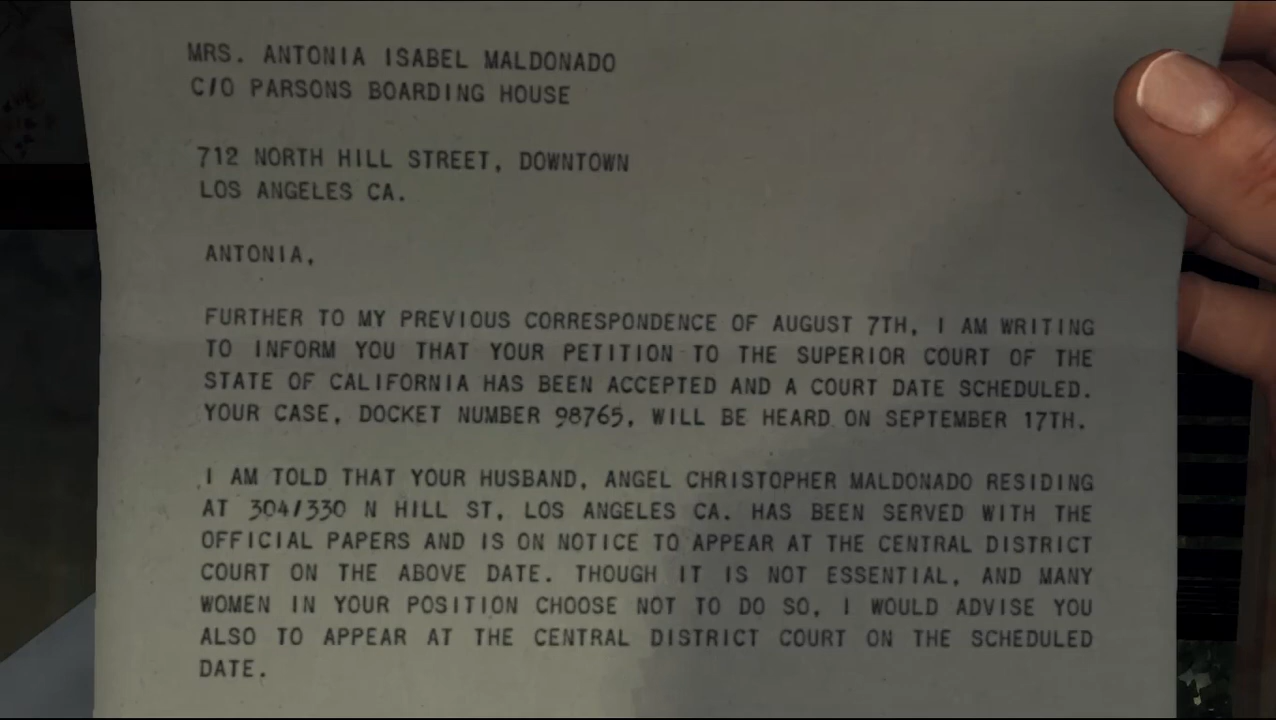 MRS. ANTONIA ISABEL MALDONADO
C/O PARSONS BOARDING HOUSE
712 NORTH HILL STREET, DOWNTOWN
LOS ANGELES CA.
ANTONIA,
FURTHER TO MY PREVIOUS CORRESPONDENCE OF AUGUST 7TH, I AM WRITING
TO INFORM YOU THAT YOUR PETITION TO THE SUPERIOR COURT OF THE
STATE OF CALIFORNIA HAS BEEN ACCEPTED AND A COURT DATE SCHEDULED.
YOUR CASE, DOCKET NUMBER 98765, WILL BE HEARD ON SEPTEMBER 17TH.
I AM TOLD THAT YOUR HUSBAND, ANGEL CHRISTOPHER MALDONADO RESIDING
AT 304/330 N HILL ST, LOS ANGELES CA. HAS BEEN SERVED WITH THE
OFFICIAL PAPERS AND IS ON NOTICE TO APPEAR AT THE CENTRAL DISTRICT
COURT ON THE ABOVE DATE. THOUGH IT IS NOT ESSENTIAL, AND MANY
WOMEN IN YOUR POSITION CHOOSE NOT TO DO SO, I WOULD ADVISE YOU
ALSO TO APPEAR AT THE CENTRAL DISTRICT COURT ON THE SCHEDULED
DATE.